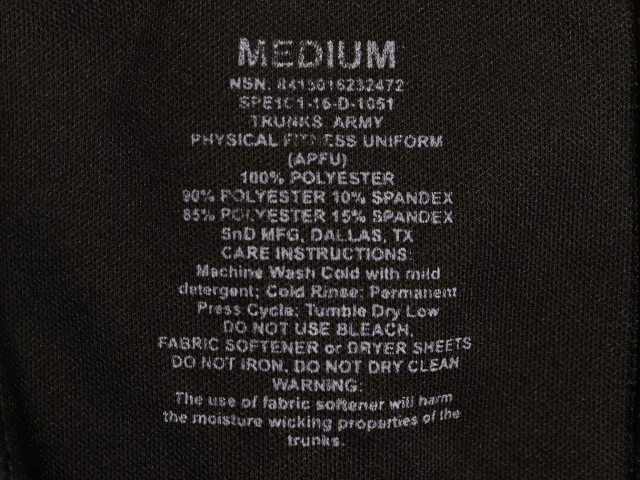 MEDIUM
NSN. 8415016232472
SPE1C1-16-D-1051
TRUNKS, ARMY
PHYSICAL FITNESS UNIFORM
(APFU)
100% POLYESTER
90% POLYESTER 10% SPANDEX
85% POLYESTER 15% SPANDEX
SnD MFG, DALLAS, TX
CARE INSTRUCTIONS:
Machine Wash Cold with mild
detergent; Cold Rinse; Permanent
Press Cycle; Tumble Dry Low
DO NOT USE BLEACH,
FABRIC SOFTENER or DRYER SHEETS
DO NOT IRON, DO NOT DRY CLEAN
WARNING:
The use of fabric softener will harm
the moisture wicking properties of the
trunks.